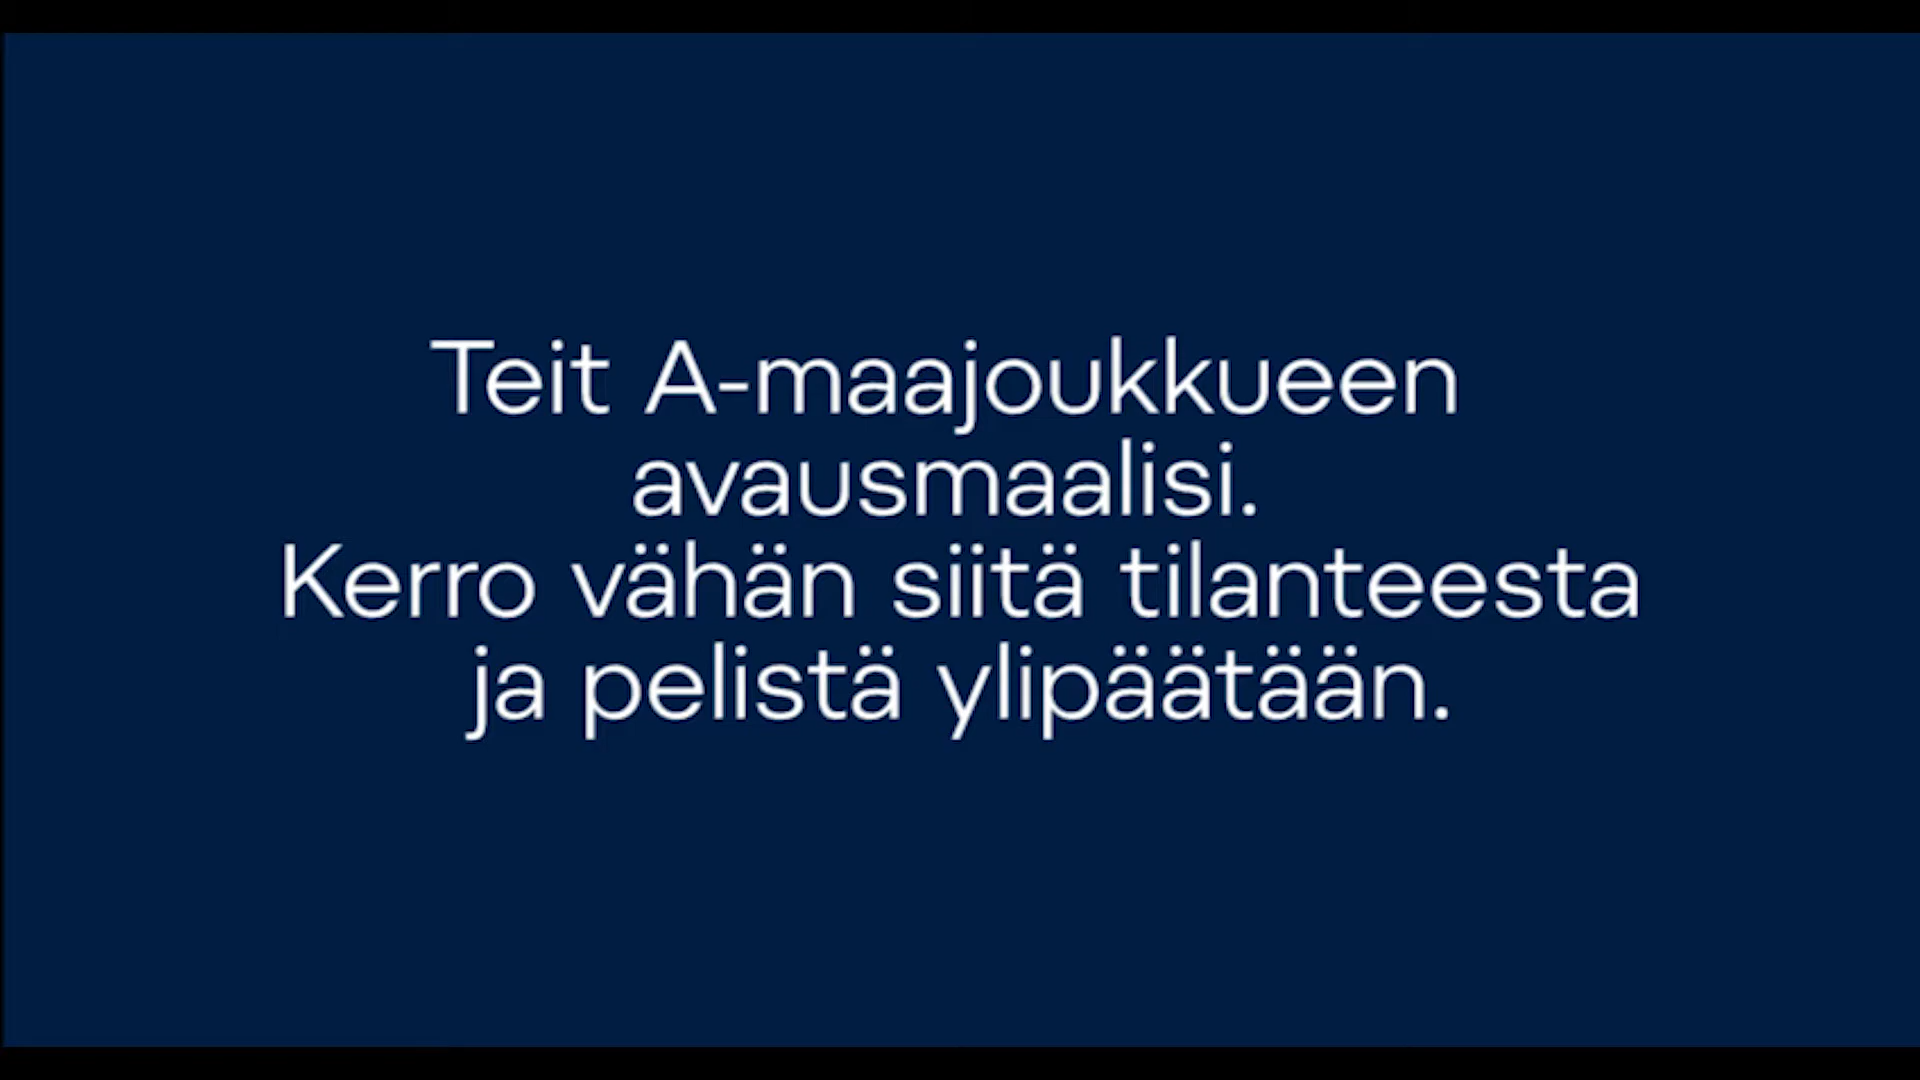 Teit A-maajoukkueen
avausmaalisi.
Kerro vähän siitä tilanteesta
ja pelistä ylipäätään.